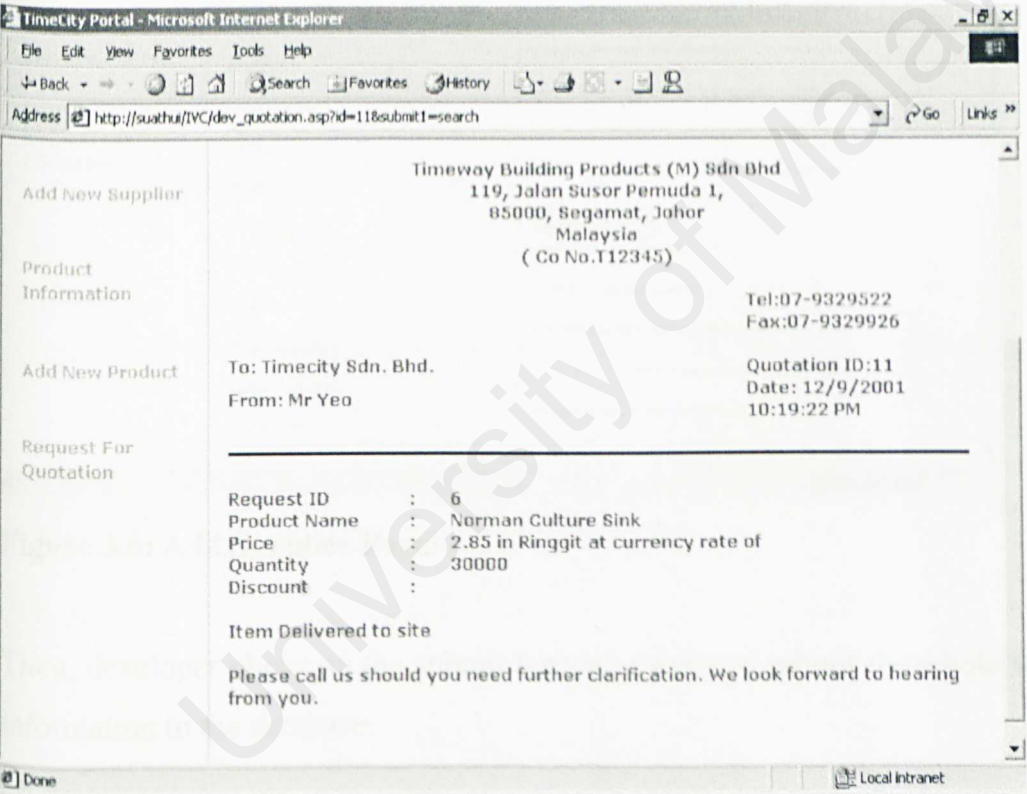 TimeCity Portal - Microsoft Internet Explorer
File Edit View Favorites Tools Help
Back Search Favorites History
Address http://suathui/IVC/dev_quotation.asp?id=11&submit1=search Go Links »
Timeway Building Products (M) Sdn Bhd
119, Jalan Susor Pemuda 1,
85000, Segamat, Johor
Malaysia
( Co No.T12345)
Add New Supplier
Product
Information
Add New Product
Request For
Quotation
Tel:07-9329522
Fax:07-9329926
To: Timecity Sdn. Bhd.
From: Mr Yeo
Quotation ID:11
Date: 12/9/2001
10:19:22 PM
Request ID : 6
Product Name : Norman Culture Sink
Price : 2.85 in Ringgit at currency rate of
Quantity : 30000
Discount :
Item Delivered to site
Please call us should you need further clarification. We look forward to hearing
from you.
Done Local intranet
University of Malay